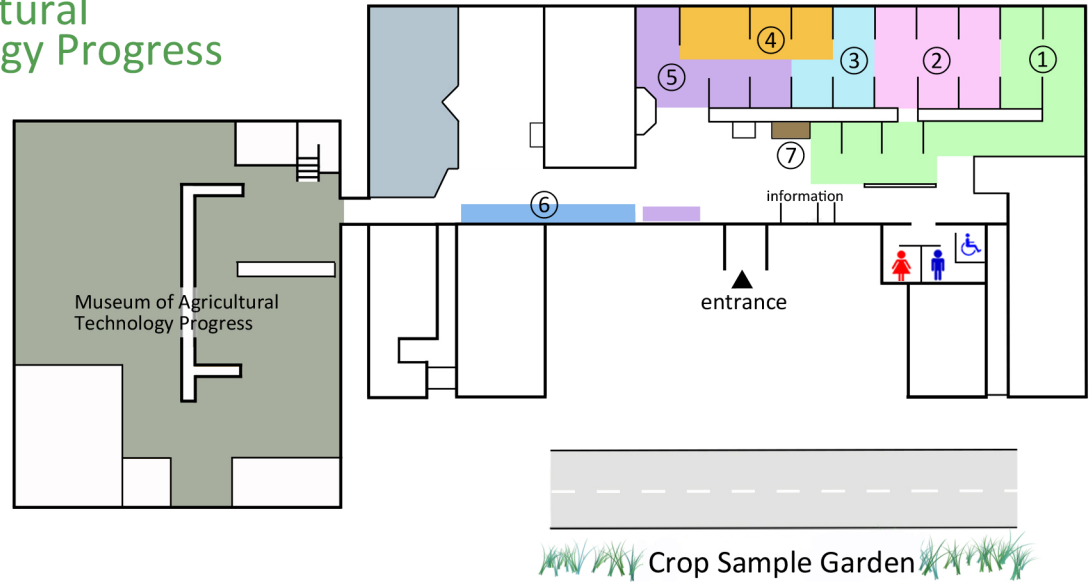 tural
gy Progress
④
③
②
①
⑤
⑦
information
⑥
entrance
Museum of Agricultural
Technology Progress
Crop Sample Garden